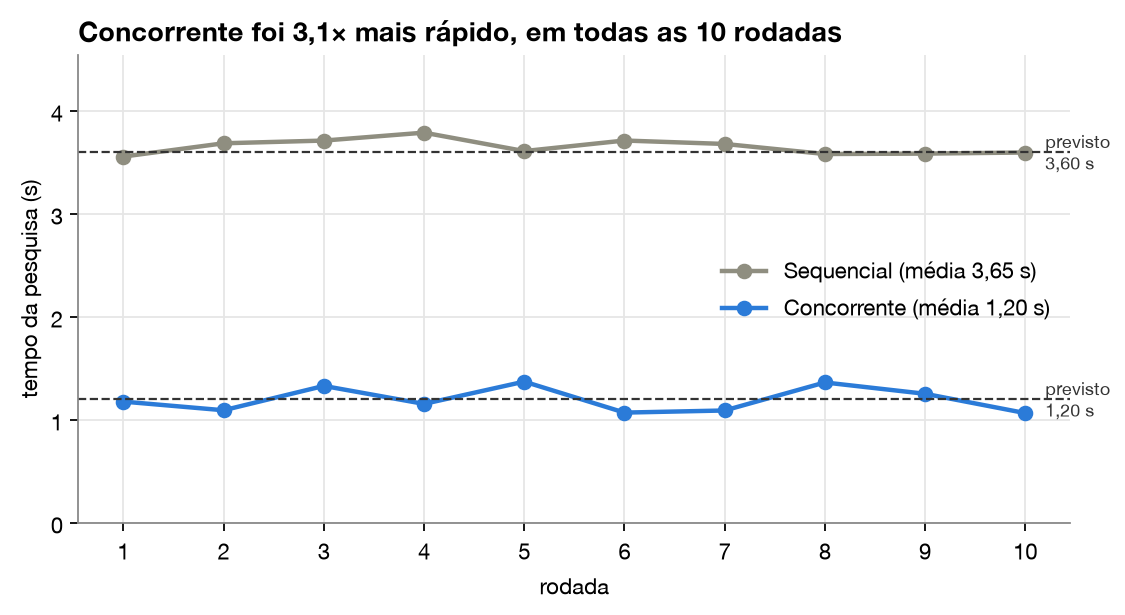 Concorrente foi 3,1× mais rápido, em todas as 10 rodadas
tempo da pesquisa (s)
4
3
2
1
0
previsto
3,60 s
Sequencial (média 3,65 s)
Concorrente (média 1,20 s)
previsto
1,20 s
1 2 3 4 5 6 7 8 9 10
rodada